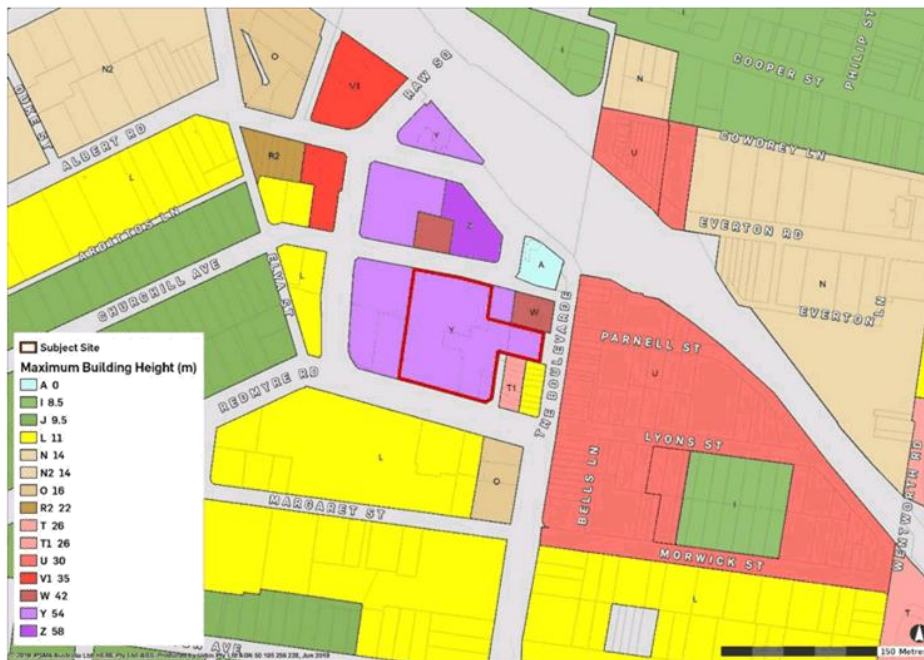 PHILIP ST
I
N2
O
V1
RAW SQ
COOPER ST
N
DUKE ST
ALBERT RD
Y
COWDREY LN
U
R2
L
Z
EVERTON RD
AROUTTOS LN
A
N
EVERTON LN
CHURCHILL AVE
ELVA ST
L
W
Y
PARNELL ST
U
Subject Site
Maximum Building Height (m)
A 0
I 8.5
J 9.5
L 11
N 14
N2 14
O 16
R2 22
T 26
T1 26
U 30
V1 35
W 42
Y 54
Z 58
REDMYRE RD
T1
THE BOULEVARDE
LYONS ST
L
O
BELLS LN
I
WENTWORTH RD
MARGARET ST
MORWICK ST
L
T
150 Metres